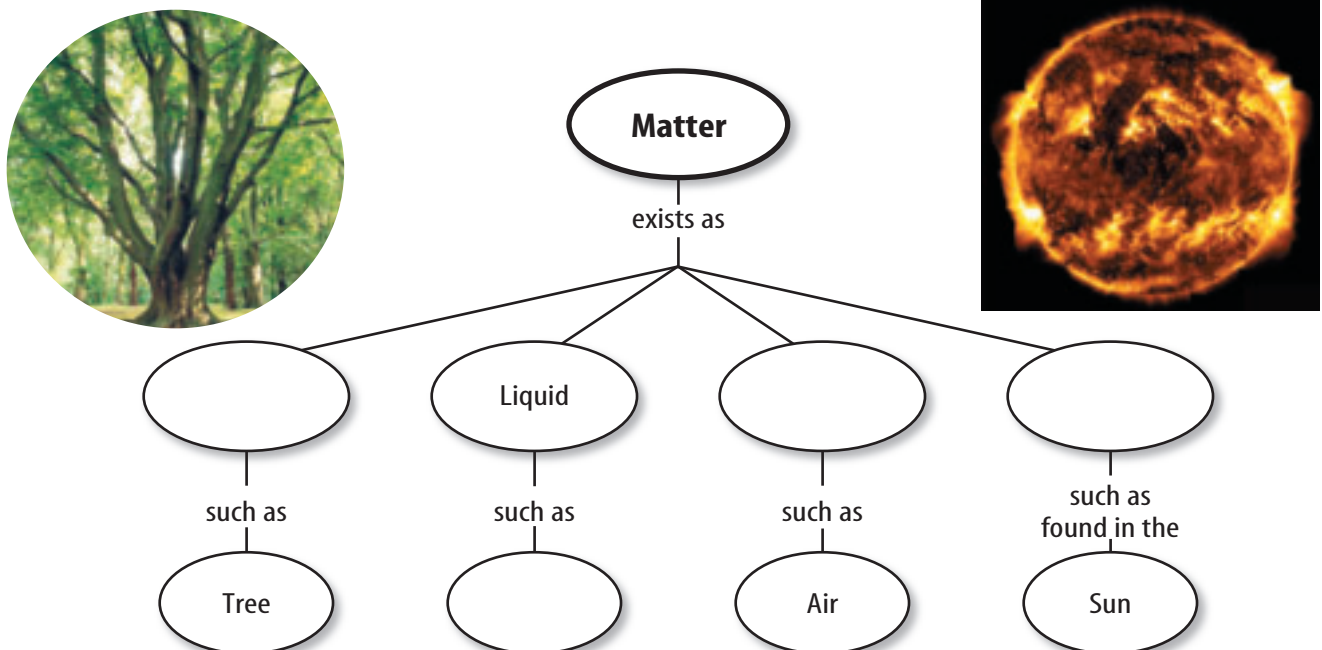 Matter
exists as
Liquid
such as
such as
such as
such as
found in the
Tree
Air
Sun